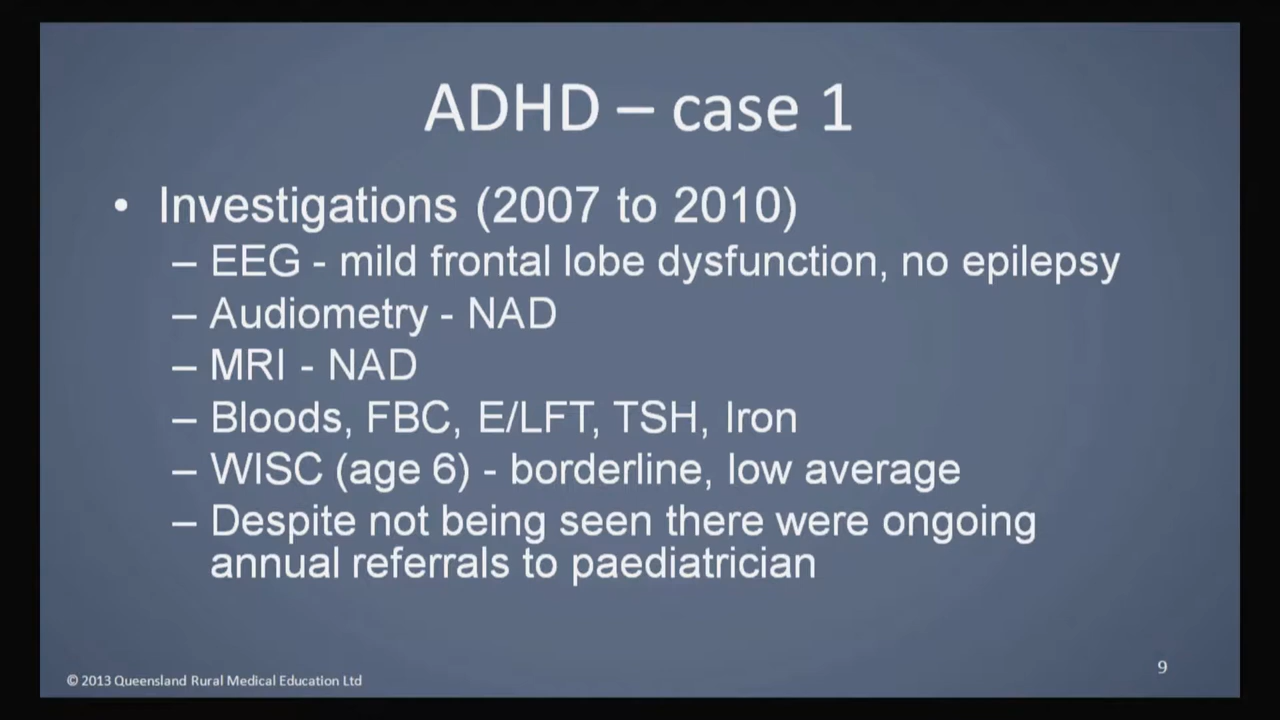 ADHD – case 1
• Investigations (2007 to 2010)
– EEG - mild frontal lobe dysfunction, no epilepsy
– Audiometry - NAD
– MRI - NAD
– Bloods, FBC, E/LFT, TSH, Iron
– WISC (age 6) - borderline, low average
– Despite not being seen there were ongoing
annual referrals to paediatrician
© 2013 Queensland Rural Medical Education Ltd
9